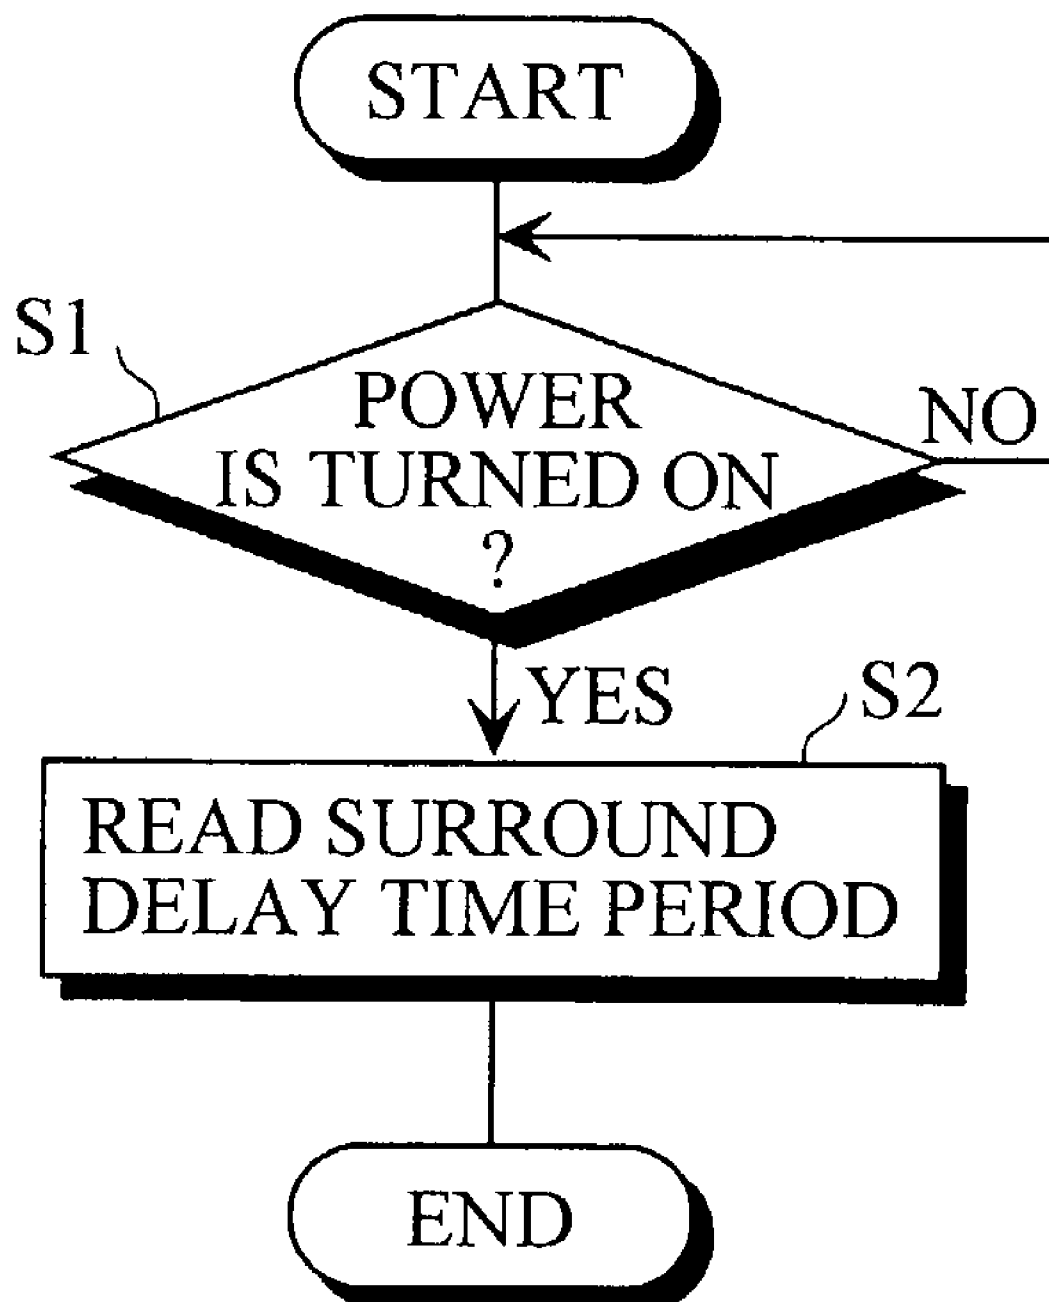 START
S1
POWER
IS TURNED ON
?
NO
YES
S2
READ SURROUND
DELAY TIME PERIOD
END